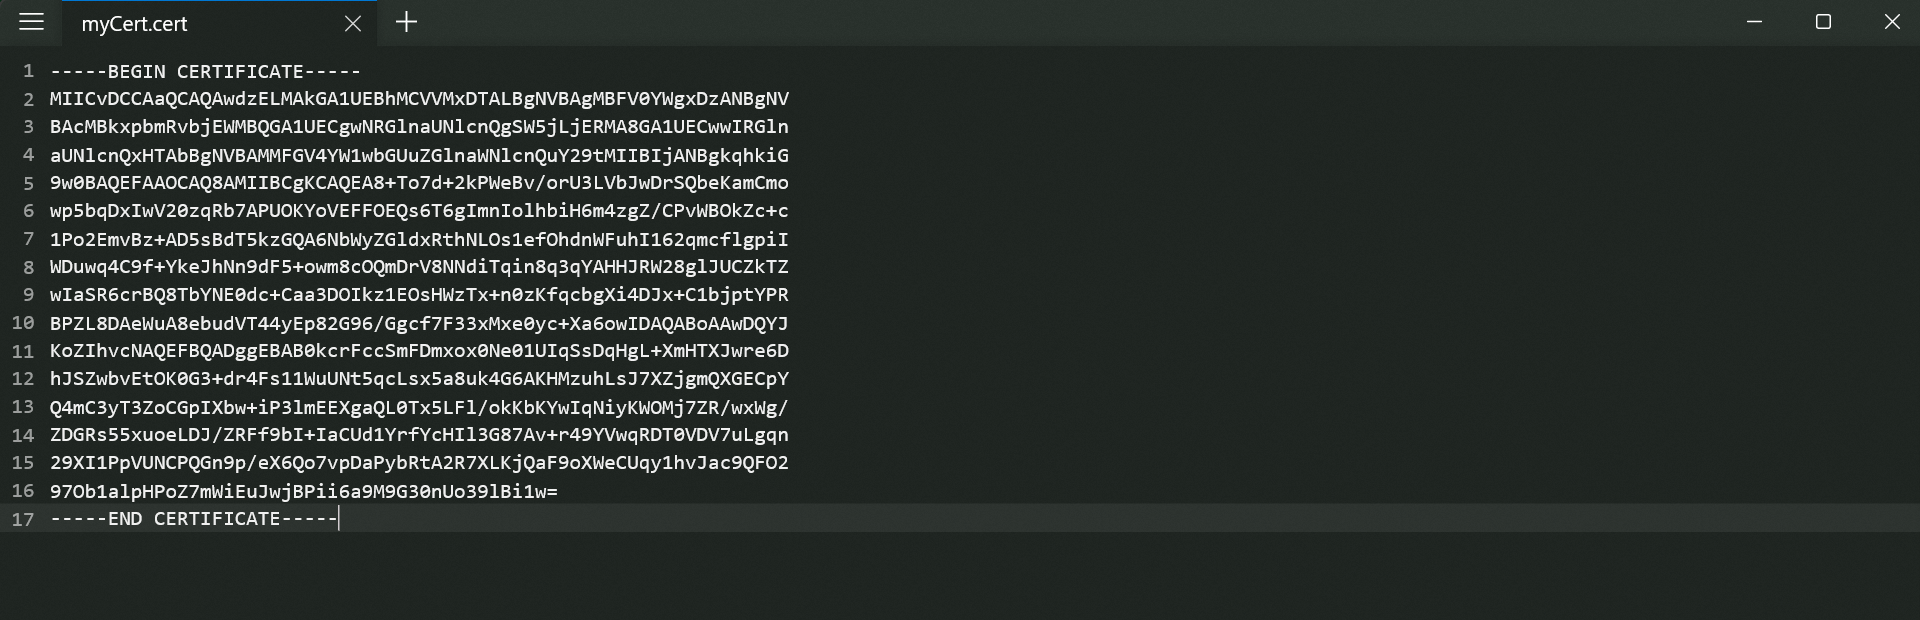 myCert.cert
1 -----BEGIN CERTIFICATE-----
2 MIICvDCCAaQCAQAwdzELMAkGA1UEBhMCVVMxDTALBgNVBAgMBFV0YWgxDzANBgNV
3 BAcMBkxpbmRvbjEWMBQGA1UECgwNRGlnaUNlcnQgSW5jLjERMA8GA1UECwwIRGln
4 aUNlcnQxHTAbBgNVBAMMFGV4YW1wbGUuZGlnaWNlcnQuY29tMIIBIjANBgkqhkiG
5 9w0BAQEFAAOCAQ8AMIIBCgKCAQEA8+To7d+2kPWeBv/orU3LVbJwDrSQbeKamCmo
6 wp5bqDxIwV20zqRb7APUOKYoVEFFOEQs6T6gImnIolhbiH6m4zgZ/CPvWBOkZc+c
7 1Po2EmvBz+AD5sBdT5kzGQA6NbWyZGldxRthNLOs1efOhdnWFuhI162qmcflgpiI
8 WDuwq4C9f+YkeJhNn9dF5+owm8cOQmDrV8NNdiTqin8q3qYAHHJRW28glJUCZkTZ
9 wIaSR6crBQ8TbYNE0dc+Caa3DOIkz1EOsHWzTx+n0zKfqcbgXi4DJx+C1bjptYPR
10 BPZL8DAeWuA8ebudVT44yEp82G96/Ggcf7F33xMxe0yc+Xa6owIDAQABoAAwDQYJ
11 KoZIhvcNAQEFBQADggEBAB0kcrFccSmFDmxox0Ne01UIqSsDqHgL+XmHTXJwre6D
12 hJSZwbvEtOK0G3+dr4Fs11WuUNt5qcLsx5a8uk4G6AKHMzuhLsJ7XZjgmQXGECpY
13 Q4mC3yT3ZoCGpIXbw+iP3lmEEXgaQL0Tx5LFl/okKbKYwIqNiyKWOMj7ZR/wxWg/
14 ZDGRs55xuoeLDJ/ZRFf9bI+IaCUd1YrfYcHIl3G87Av+r49YVwqRDT0VDV7uLgqn
15 29XI1PpVUNCPQGn9p/eX6Qo7vpDaPybRtA2R7XLKjQaF9oXWeCUqy1hvJac9QFO2
16 97Ob1alpHPoZ7mWiEuJwjBPii6a9M9G30nUo39lBi1w=
17 -----END CERTIFICATE-----